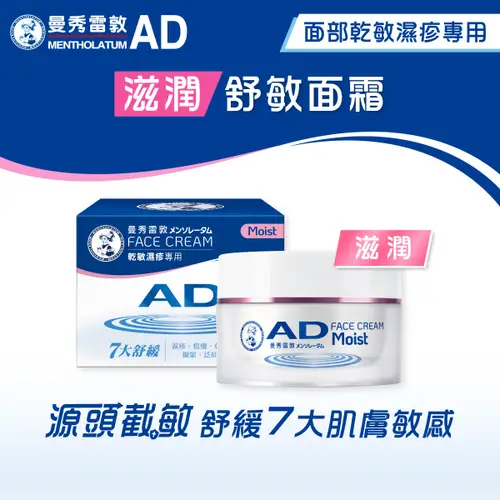 曼秀雷敦 AD
MENTHOLATUM
面部乾敏濕疹專用
滋潤 舒敏面霜
曼秀雷敦 メンソレータム
FACE CREAM
Moist
乾敏濕疹專用
AD
7大舒緩
滋潤
AD FACE CREAM
Moist
曼秀雷敦 メンソレータム
源頭截敏 舒緩7大肌膚敏感